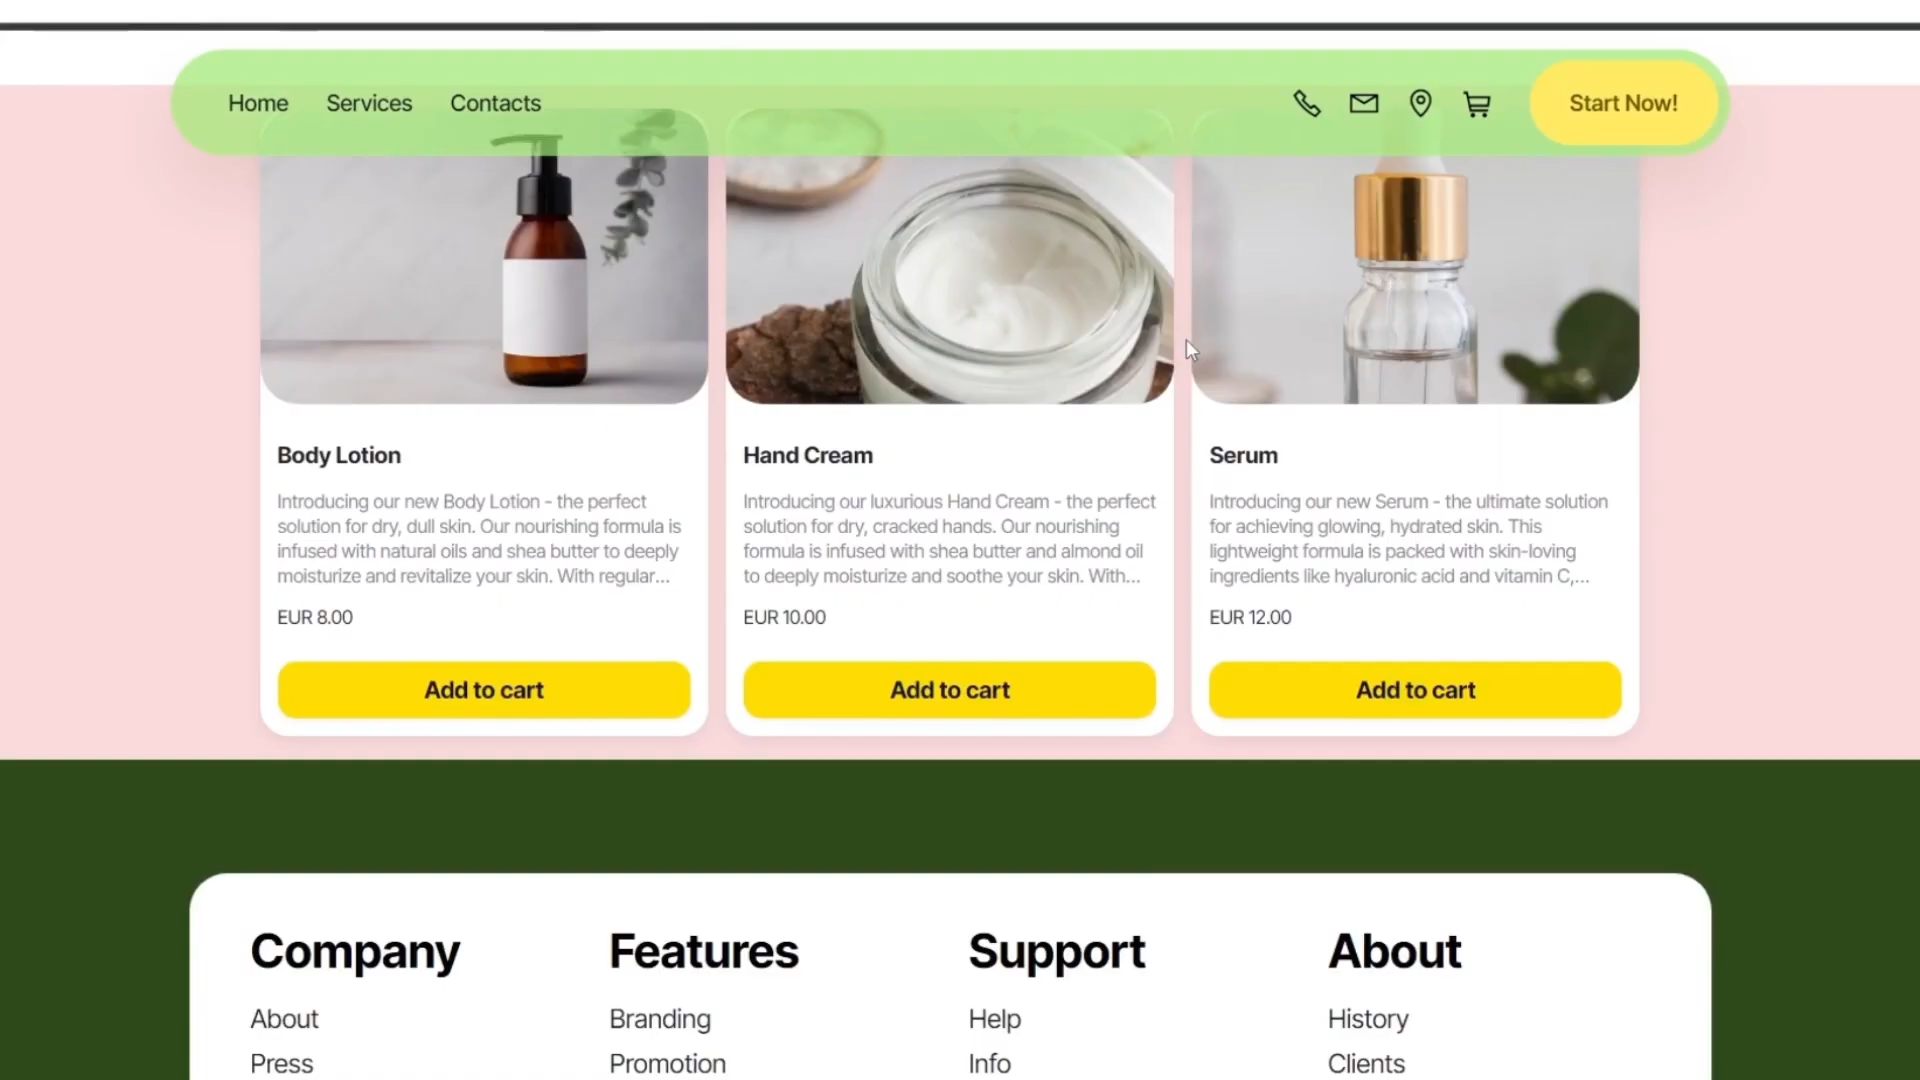 Home Services Contacts Start Now!
Body Lotion
Introducing our new Body Lotion - the perfect
solution for dry, dull skin. Our nourishing formula is
infused with natural oils and shea butter to deeply
moisturize and revitalize your skin. With regular...
EUR 8.00
Add to cart
Hand Cream
Introducing our luxurious Hand Cream - the perfect
solution for dry, cracked hands. Our nourishing
formula is infused with shea butter and almond oil
to deeply moisturize and soothe your skin. With...
EUR 10.00
Add to cart
Serum
Introducing our new Serum - the ultimate solution
for achieving glowing, hydrated skin. This
lightweight formula is packed with skin-loving
ingredients like hyaluronic acid and vitamin C,...
EUR 12.00
Add to cart
Company
About
Press
Features
Branding
Promotion
Support
Help
Info
About
History
Clients